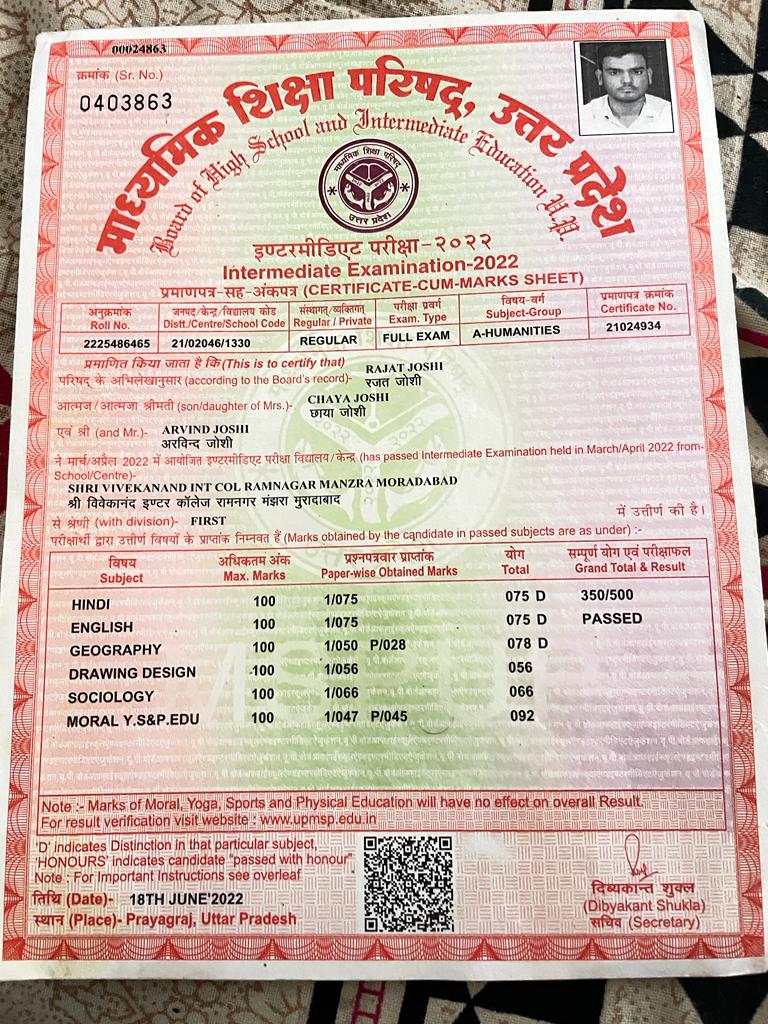 00024863
क्रमांक (Sr. No.)
0403863
माध्यमिक शिक्षा परिषद्, उत्तर प्रदेश
Board of High School and Intermediate Education U.P.
माध्यमिक शिक्षा परिषद्
उत्तर प्रदेश
इण्टरमीडिएट परीक्षा-२०२२
Intermediate Examination-2022
प्रमाणपत्र-सह-अंकपत्र (CERTIFICATE-CUM-MARKS SHEET)
अनुक्रमांक जनपद/केन्द्र/विद्यालय कोड संस्थागत/व्यक्तिगत परीक्षा प्रवर्ग विषय-वर्ग प्रमाणपत्र क्रमांक
Roll No. Distt./Centre/School Code Regular / Private Exam. Type Subject-Group Certificate No.
2225486465 21/02046/1330 REGULAR FULL EXAM A-HUMANITIES 21024934
प्रमाणित किया जाता है कि (This is to certify that) RAJAT JOSHI
परिषद् के अभिलेखानुसार (according to the Board's record)- रजत जोशी
आत्मज/आत्मजा श्रीमती (son/daughter of Mrs.)- CHAYA JOSHI
छाया जोशी
एवं श्री (and Mr.)- ARVIND JOSHI
अरविन्द जोशी
ने मार्च/अप्रैल 2022 में आयोजित इण्टरमीडिएट परीक्षा विद्यालय/केन्द्र (has passed Intermediate Examination held in March/April 2022 from-
School/Centre)-
SHRI VIVEKANAND INT COL RAMNAGAR MANZRA MORADABAD
श्री विवेकानंद इण्टर कॉलेज रामनगर मंझरा मुरादाबाद में उत्तीर्ण की है।
से श्रेणी (with division)- FIRST
परीक्षार्थी द्वारा उत्तीर्ण विषयों के प्राप्तांक निम्नवत हैं (Marks obtained by the candidate in passed subjects are as under) :-
विषय अधिकतम अंक प्रश्नपत्रवार प्राप्तांक योग सम्पूर्ण योग एवं परीक्षाफल
Subject Max. Marks Paper-wise Obtained Marks Total Grand Total & Result
HINDI 100 1/075 075 D 350/500
ENGLISH 100 1/075 075 D PASSED
GEOGRAPHY 100 1/050 P/028 078 D
DRAWING DESIGN 100 1/056 056
SOCIOLOGY 100 1/066 066
MORAL Y.S&P.EDU 100 1/047 P/045 092
Note :- Marks of Moral, Yoga, Sports and Physical Education will have no effect on overall Result.
For result verification visit website : www.upmsp.edu.in
'D' indicates Distinction in that particular subject,
'HONOURS' indicates candidate "passed with honour"
Note : For Important Instructions see overleaf
तिथि (Date)- 18TH JUNE'2022
स्थान (Place)- Prayagraj, Uttar Pradesh
दिब्यकान्त शुक्ल
(Dibyakant Shukla)
सचिव (Secretary)